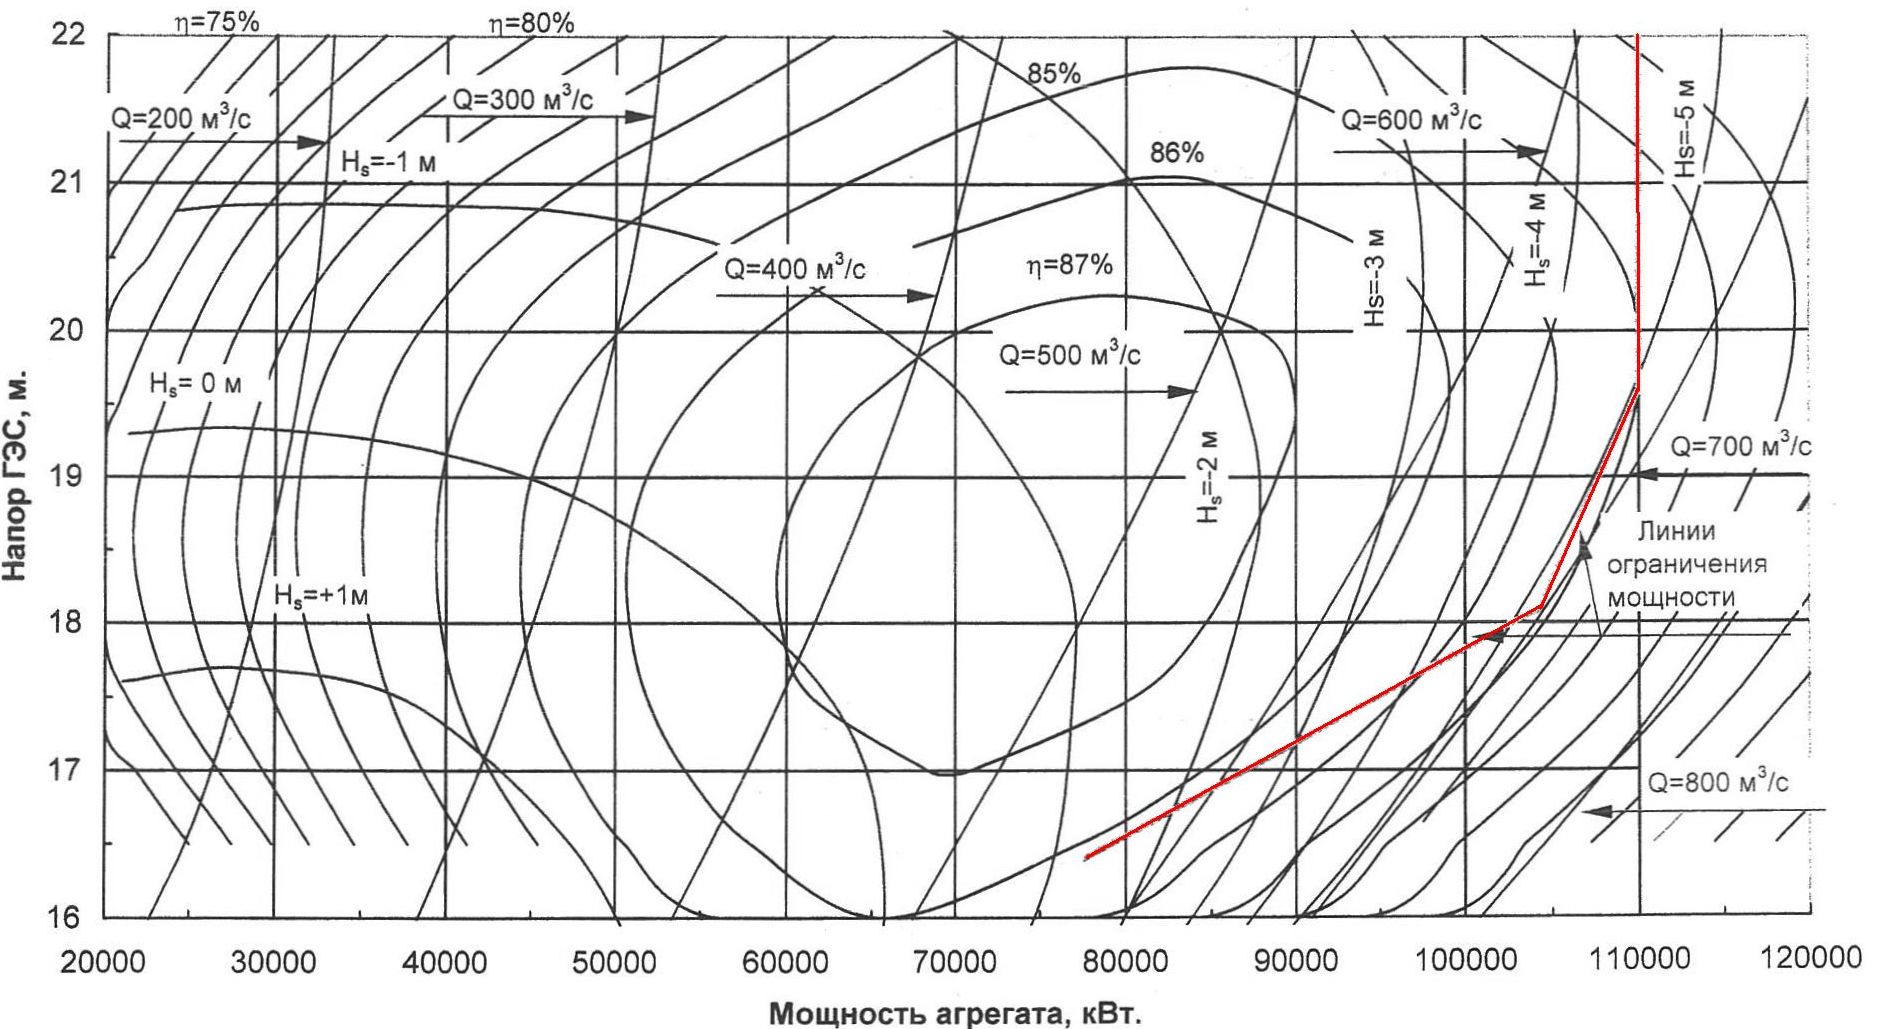 η=75%
η=80%
22
85%
Q=200 м³/с
Q=300 м³/с
Q=600 м³/с
Hs=-5 м
Hₛ=-1 м
86%
21
Hₛ=-4 м
Hs=-3 м
Q=400 м³/с
η=87%
20
Q=500 м³/с
Hₛ= 0 м
Q=700 м³/с
Hₛ=-2 м
19
Линии
ограничения
мощности
Hₛ=+1м
18
17
Q=800 м³/с
16
Напор ГЭС, м.
20000 30000 40000 50000 60000 70000 80000 90000 100000 110000 120000
Мощность агрегата, кВт.